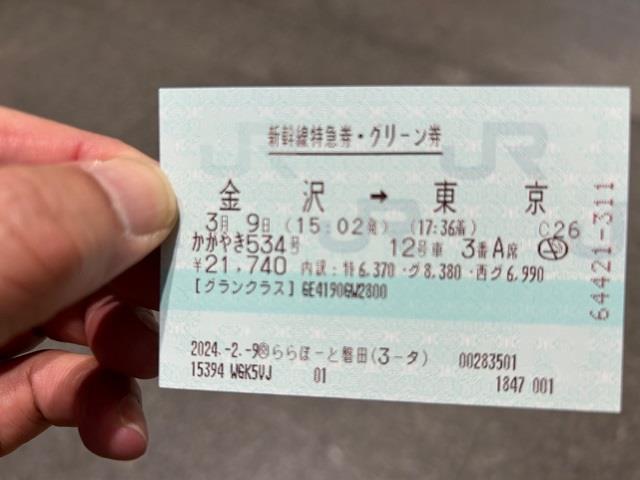 新幹線特急券・グリーン券
金沢 → 東京
3月 9日 (15:02発) (17:36着) C26
かがやき534号 12号車 3番A席
¥21,740 内訳:特6,370・グ8,380・西グ6,990
[グランクラス] GE4190GW2800
2024.-2.-9 ららぽーと磐田(3-タ) 00283501
15394 WGK5VJ 01 1847 001
64421-311